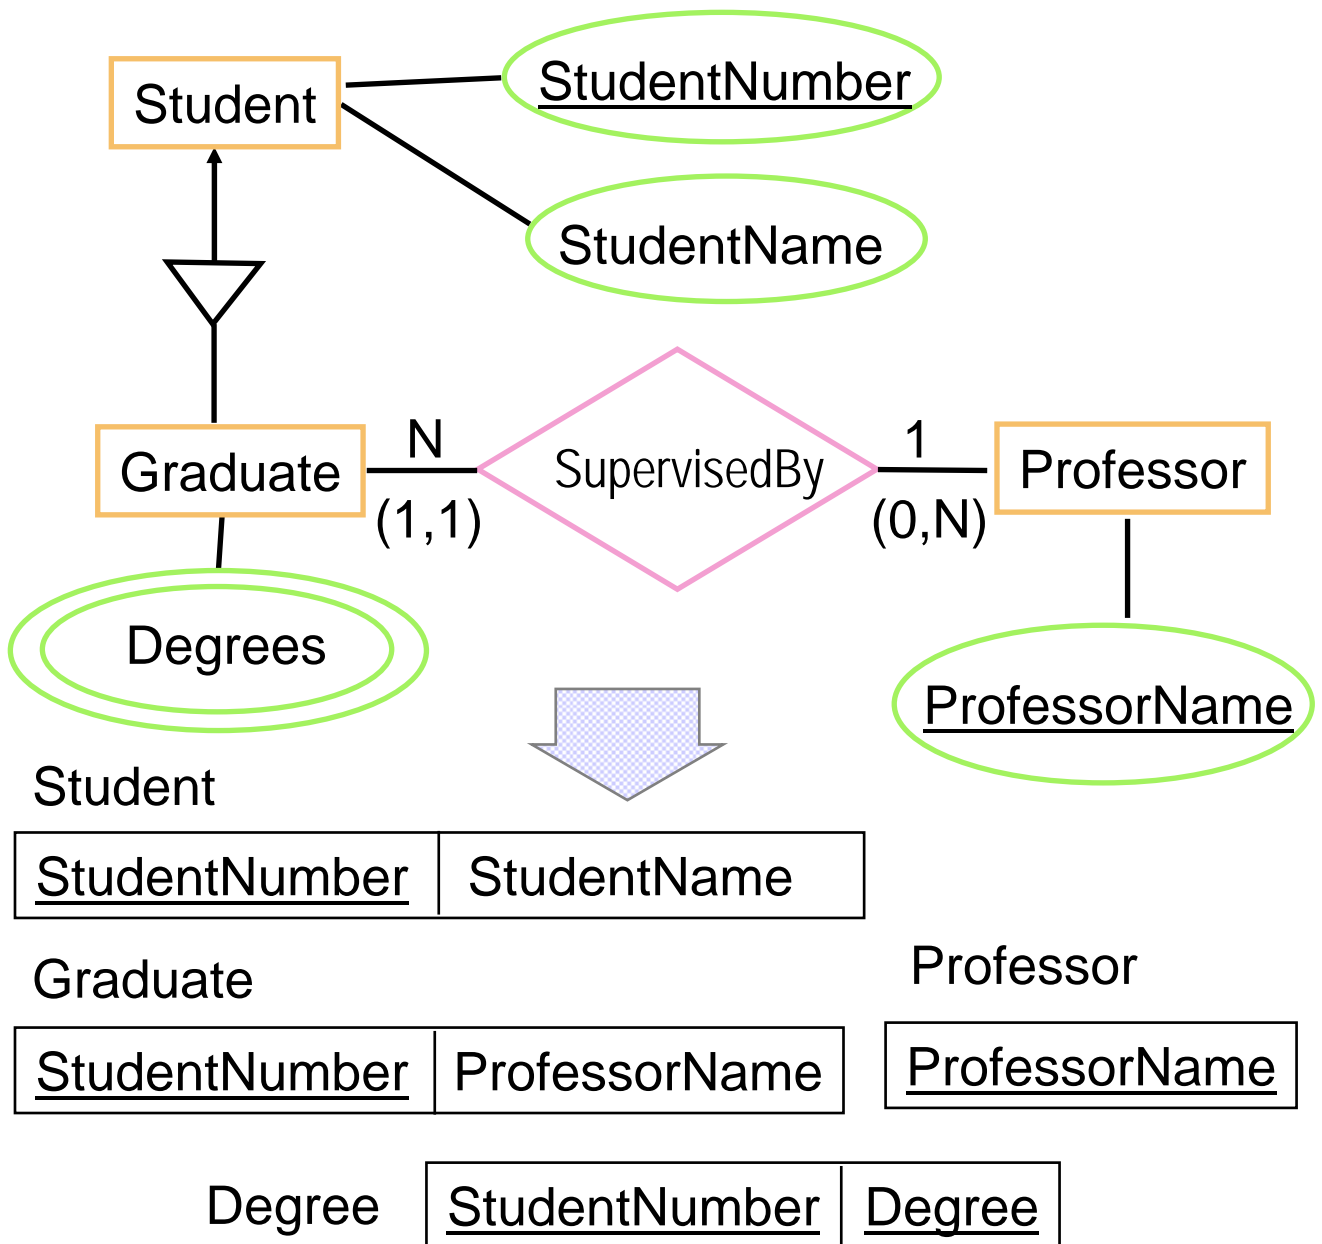 StudentNumber
Student
StudentName
N
1
Graduate
SupervisedBy
Professor
(1,1)
(0,N)
Degrees
ProfessorName
Student
StudentNumber StudentName
Graduate
Professor
StudentNumber ProfessorName
ProfessorName
Degree StudentNumber Degree